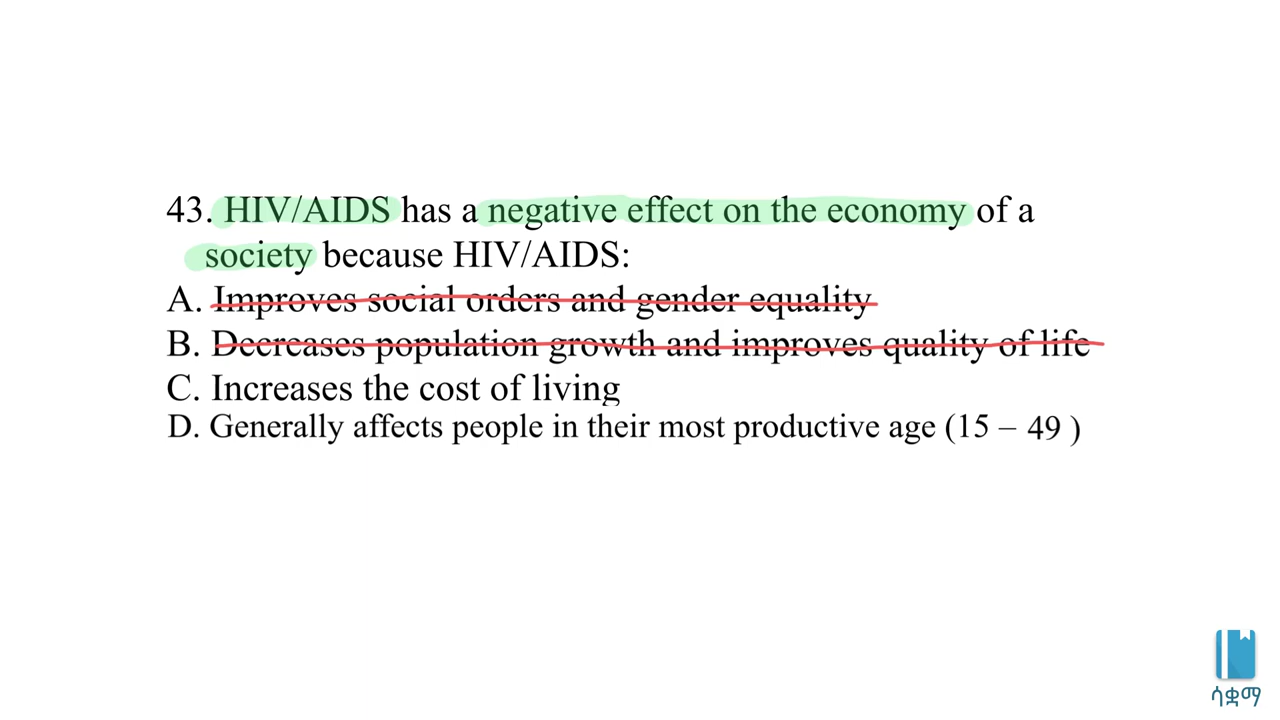 43. HIV/AIDS has a negative effect on the economy of a
society because HIV/AIDS:
A. Improves social orders and gender equality
B. Decreases population growth and improves quality of life
C. Increases the cost of living
D. Generally affects people in their most productive age (15 – 49 )
ሳቋማ